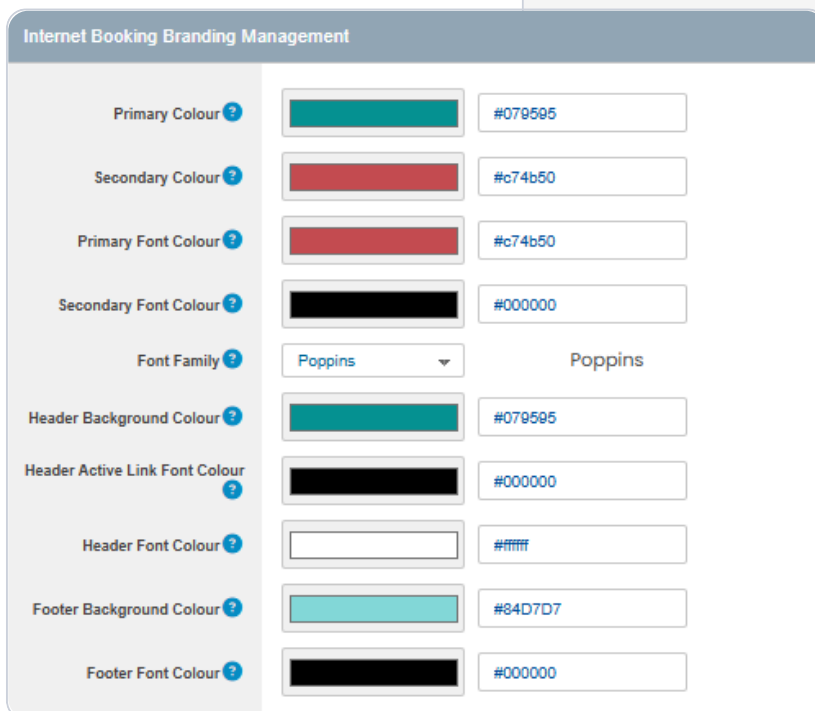 Internet Booking Branding Management
Primary Colour ? #079595
Secondary Colour ? #c74b50
Primary Font Colour ? #c74b50
Secondary Font Colour ? #000000
Font Family ? Poppins Poppins
Header Background Colour ? #079595
Header Active Link Font Colour
? #000000
Header Font Colour ? #ffffff
Footer Background Colour ? #84D7D7
Footer Font Colour ? #000000